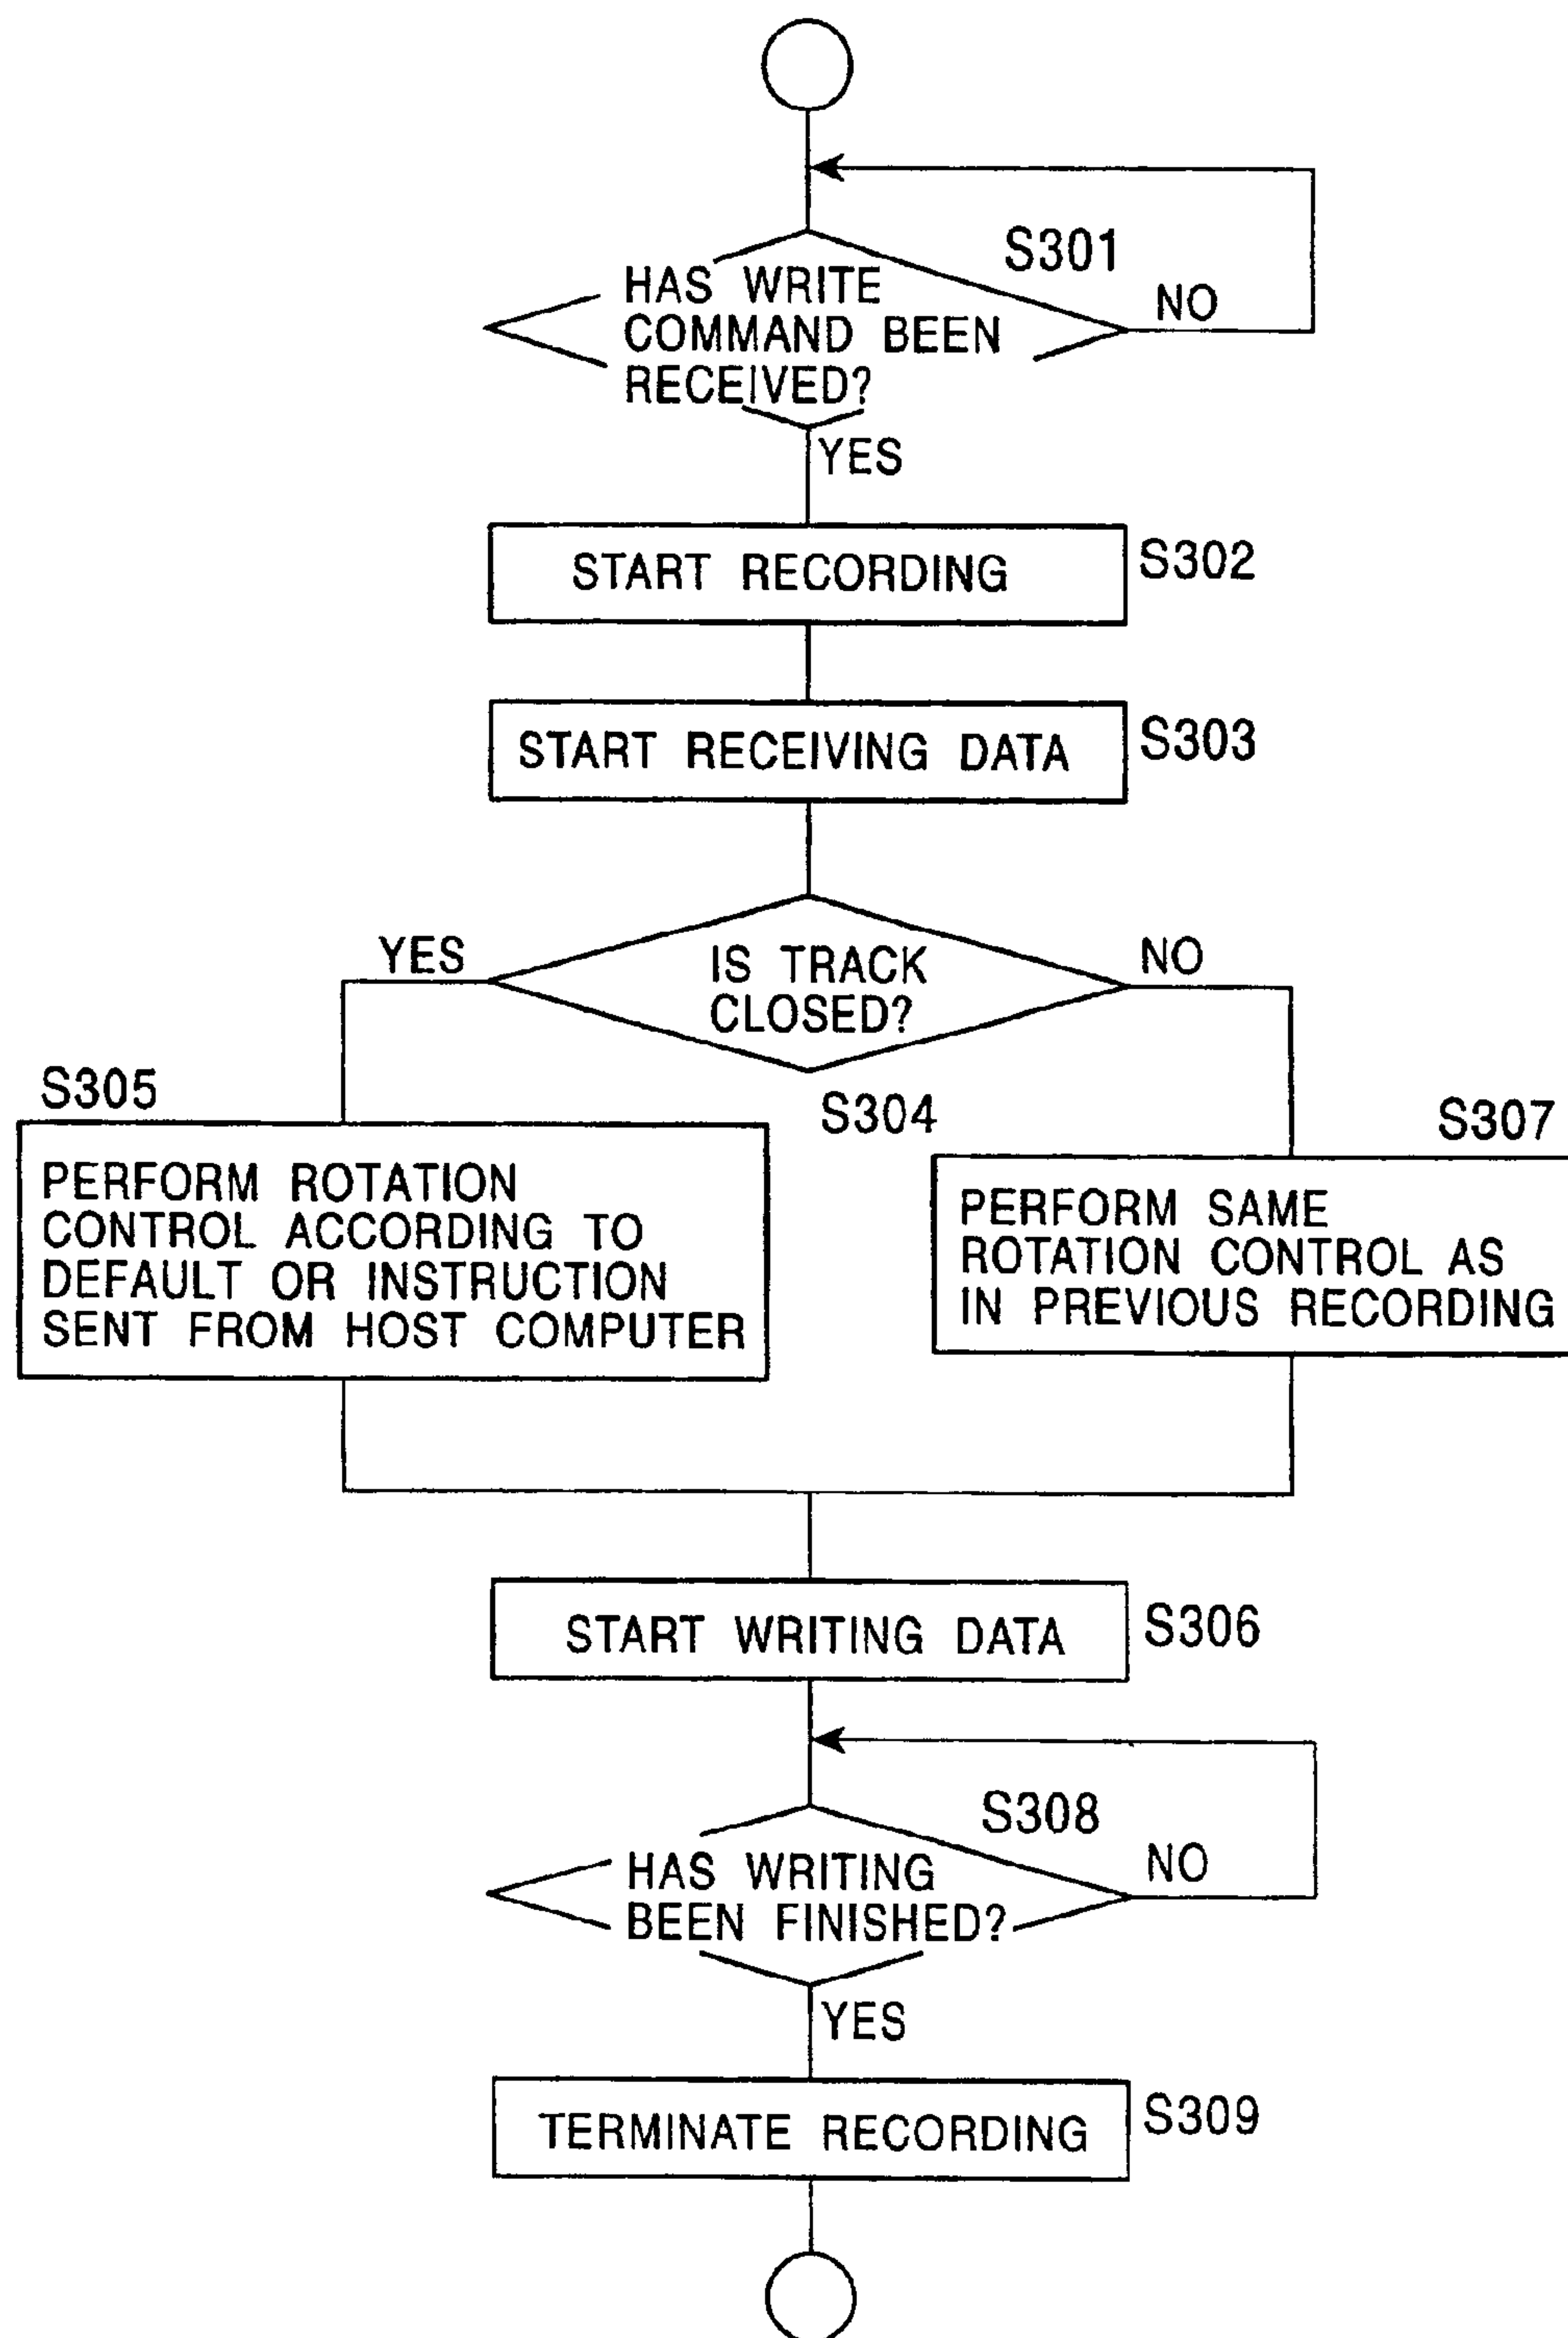 S301
HAS WRITE
COMMAND BEEN
RECEIVED?
NO
YES
START RECORDING
S302
START RECEIVING DATA
S303
YES
IS TRACK
CLOSED?
NO
S304
S305
PERFORM ROTATION
CONTROL ACCORDING TO
DEFAULT OR INSTRUCTION
SENT FROM HOST COMPUTER
S307
PERFORM SAME
ROTATION CONTROL AS
IN PREVIOUS RECORDING
START WRITING DATA
S306
S308
HAS WRITING
BEEN FINISHED?
NO
YES
TERMINATE RECORDING
S309